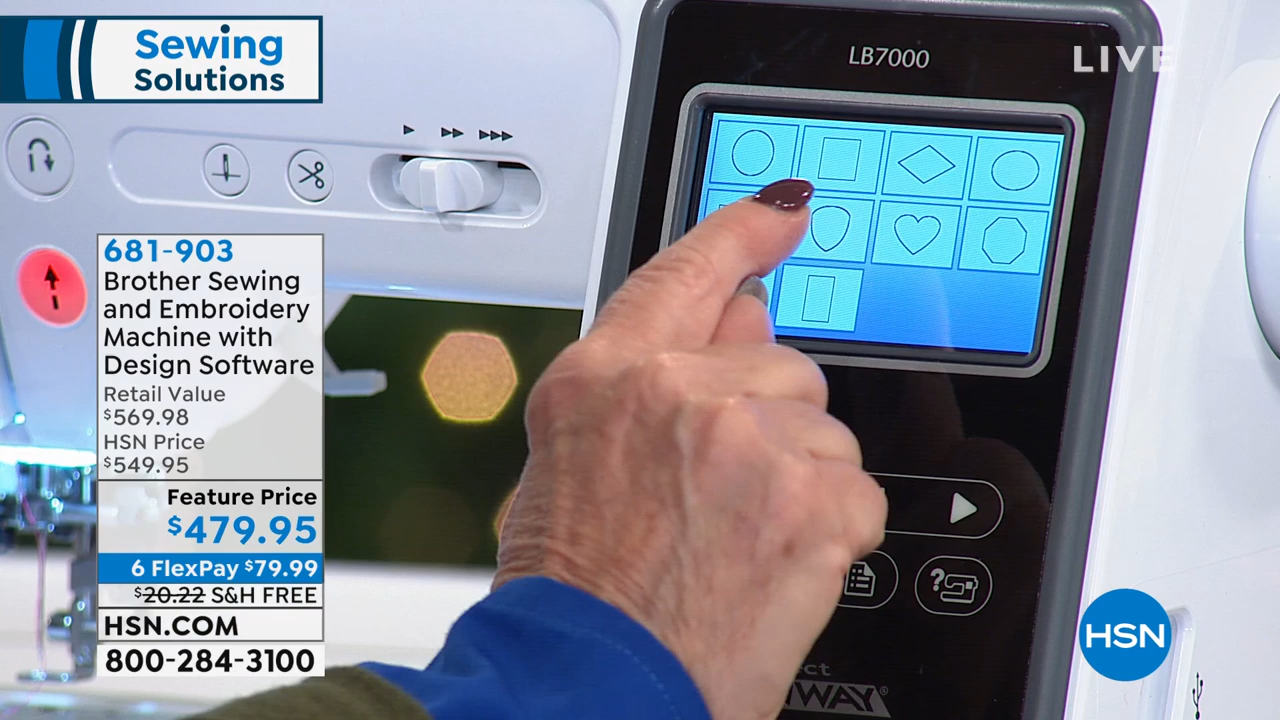 Sewing
Solutions
LB7000
LIVE
681-903
Brother Sewing
and Embroidery
Machine with
Design Software
Retail Value
$569.98
HSN Price
$549.95
Feature Price
$479.95
6 FlexPay $79.99
$20.22 S&H FREE
HSN.COM
800-284-3100
HSN